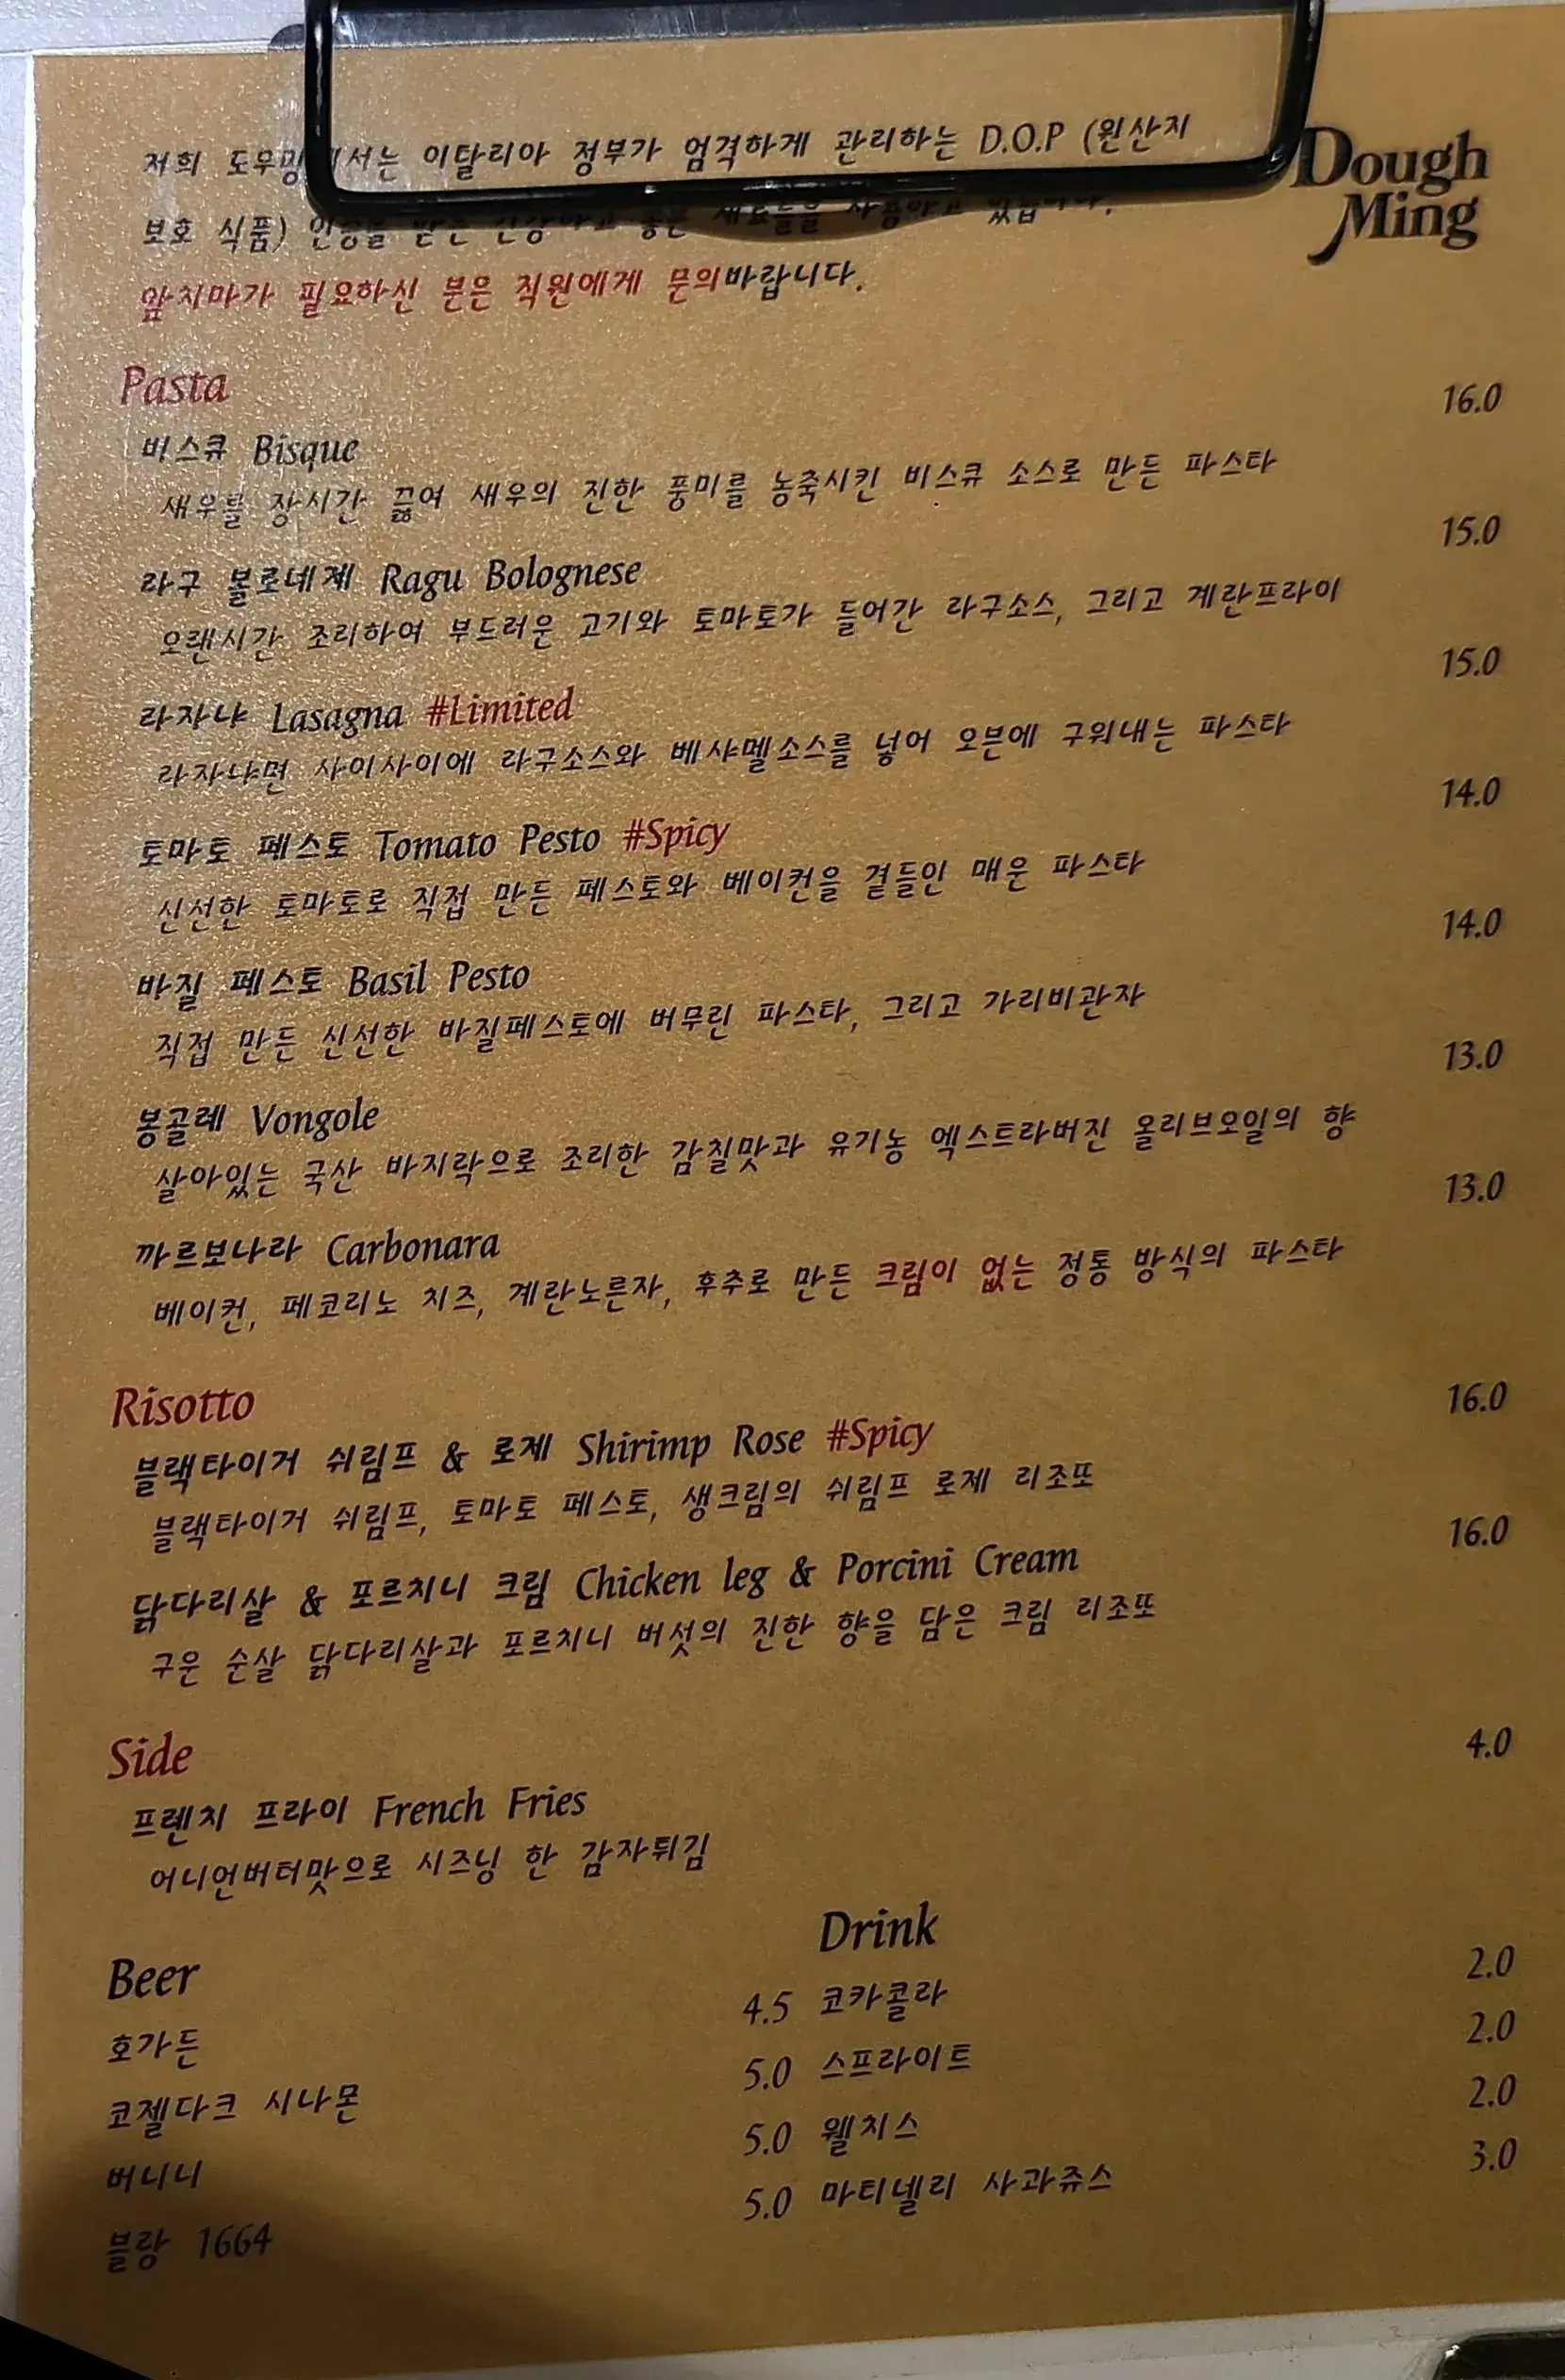 저희 도우밍에서는 이탈리아 정부가 엄격하게 관리하는 D.O.P (원산지
보호 식품) 인증을 받은 좋은 재료들을 사용하고 있습니다.
앞치마가 필요하신 분은 직원에게 문의바랍니다.
Dough
Ming
Pasta
비스큐 Bisque 16.0
새우를 장시간 끓여 새우의 진한 풍미를 농축시킨 비스큐 소스로 만든 파스타
라구 볼로네제 Ragu Bolognese 15.0
오랜시간 조리하여 부드러운 고기와 토마토가 들어간 라구소스, 그리고 계란프라이
라자냐 Lasagna #Limited 15.0
라자냐면 사이사이에 라구소스와 베샤멜소스를 넣어 오븐에 구워내는 파스타
토마토 페스토 Tomato Pesto #Spicy 14.0
신선한 토마토로 직접 만든 페스토와 베이컨을 곁들인 매운 파스타
바질 페스토 Basil Pesto 14.0
직접 만든 신선한 바질페스토에 버무린 파스타, 그리고 가리비관자
봉골레 Vongole 13.0
살아있는 국산 바지락으로 조리한 감칠맛과 유기농 엑스트라버진 올리브오일의 향
까르보나라 Carbonara 13.0
베이컨, 페코리노 치즈, 계란노른자, 후추로 만든 크림이 없는 정통 방식의 파스타
Risotto
블랙타이거 쉬림프 & 로제 Shirimp Rose #Spicy 16.0
블랙타이거 쉬림프, 토마토 페스토, 생크림의 쉬림프 로제 리조또
닭다리살 & 포르치니 크림 Chicken leg & Porcini Cream 16.0
구운 순살 닭다리살과 포르치니 버섯의 진한 향을 담은 크림 리조또
Side
프렌치 프라이 French Fries 4.0
어니언버터맛으로 시즈닝 한 감자튀김
Beer
호가든 4.5
코젤다크 시나몬 5.0
버니니 5.0
블랑 1664 5.0
Drink
코카콜라 2.0
스프라이트 2.0
웰치스 2.0
마티넬리 사과쥬스 3.0